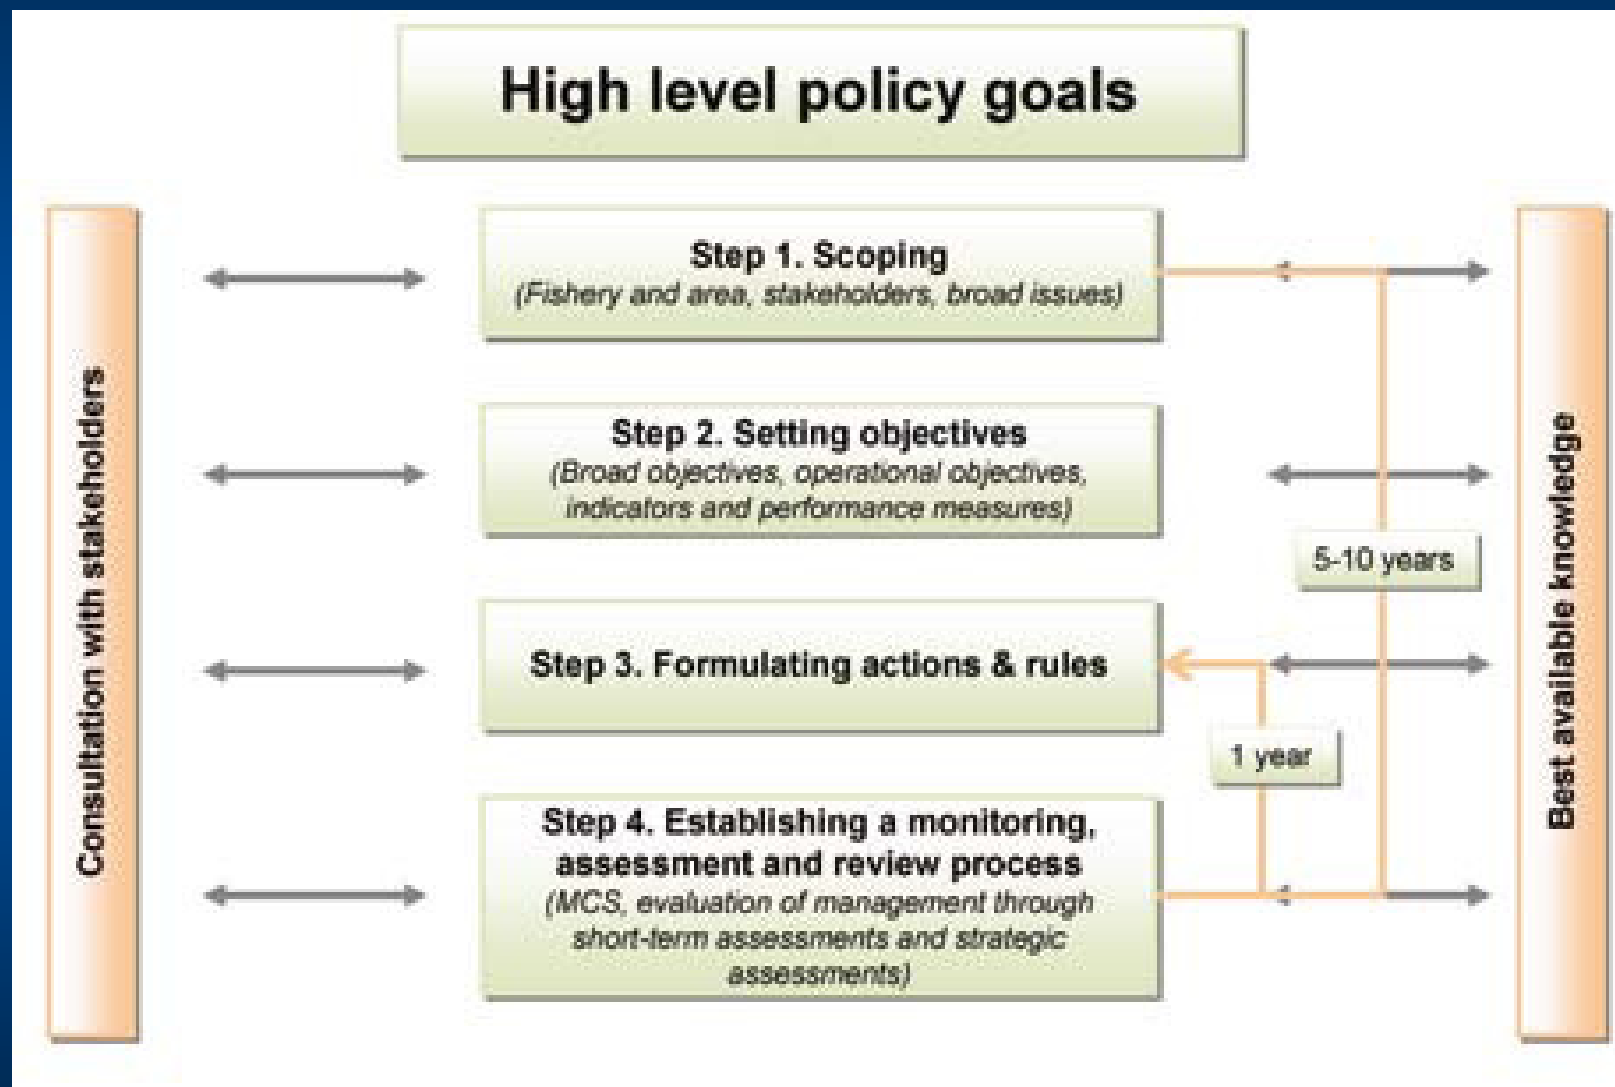 High level policy goals
Consultation with stakeholders
Step 1. Scoping
(Fishery and area, stakeholders, broad issues)
Step 2. Setting objectives
(Broad objectives, operational objectives,
indicators and performance measures)
5-10 years
Step 3. Formulating actions & rules
1 year
Step 4. Establishing a monitoring,
assessment and review process
(MCS, evaluation of management through
short-term assessments and strategic
assessments)
Best available knowledge